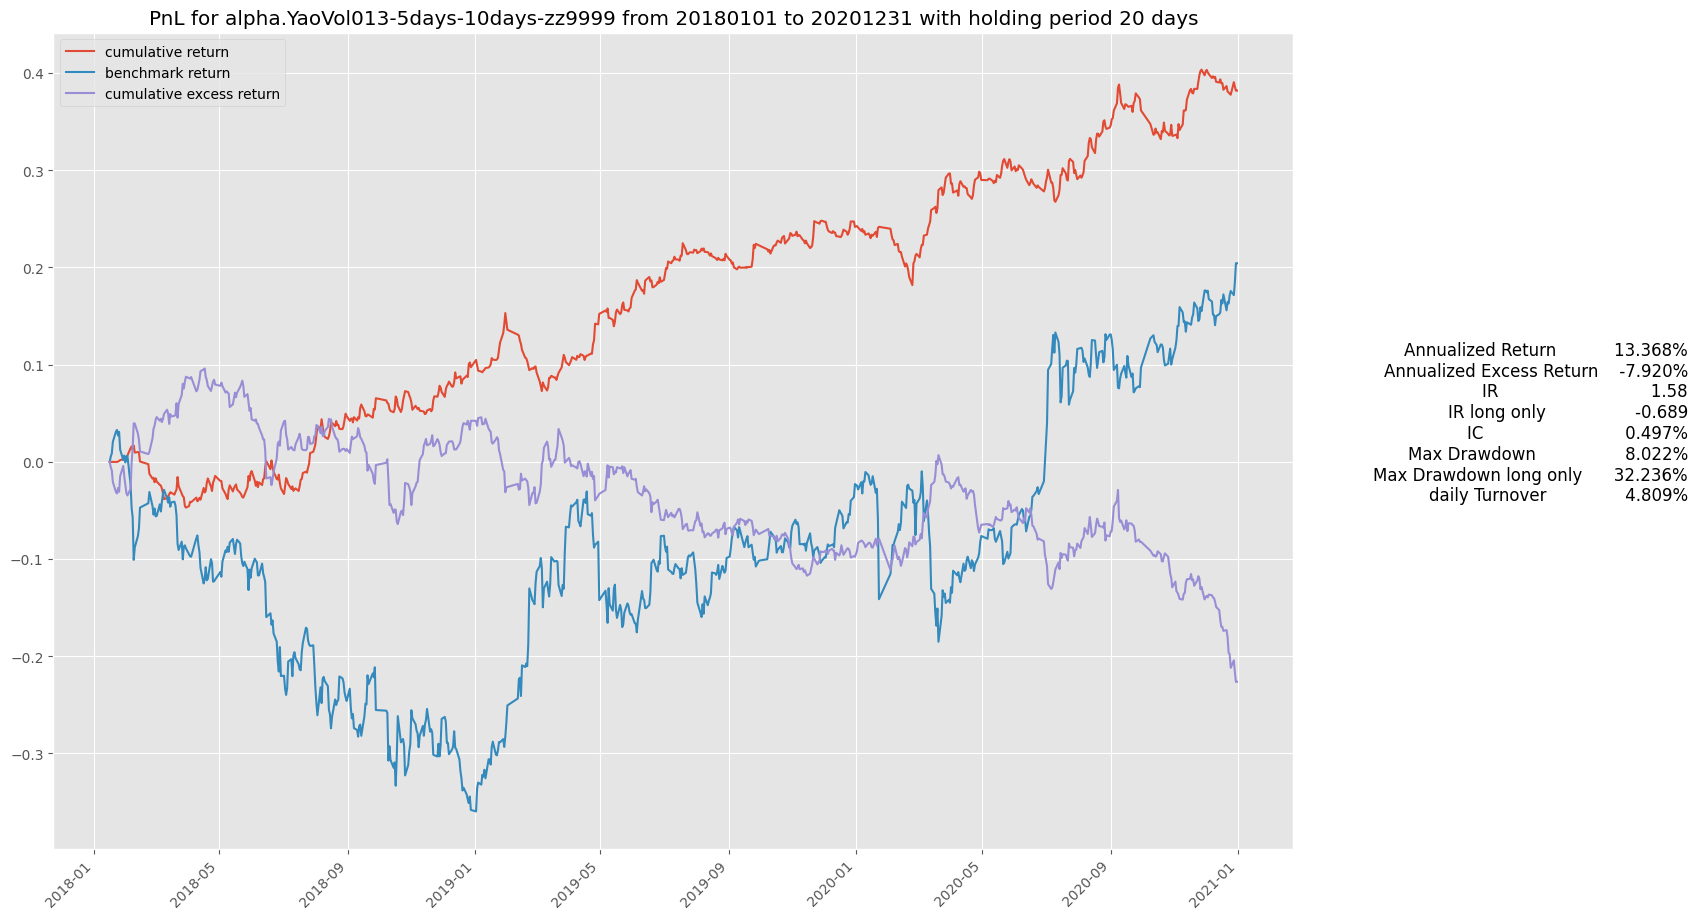 PnL for alpha.YaoVol013-5days-10days-zz9999 from 20180101 to 20201231 with holding period 20 days
cumulative return
benchmark return
cumulative excess return
0.4
0.3
0.2
0.1
0.0
−0.1
−0.2
−0.3
2018-01
2018-05
2018-09
2019-01
2019-05
2019-09
2020-01
2020-05
2020-09
2021-01
Annualized Return 13.368%
Annualized Excess Return -7.920%
IR 1.58
IR long only -0.689
IC 0.497%
Max Drawdown 8.022%
Max Drawdown long only 32.236%
daily Turnover 4.809%